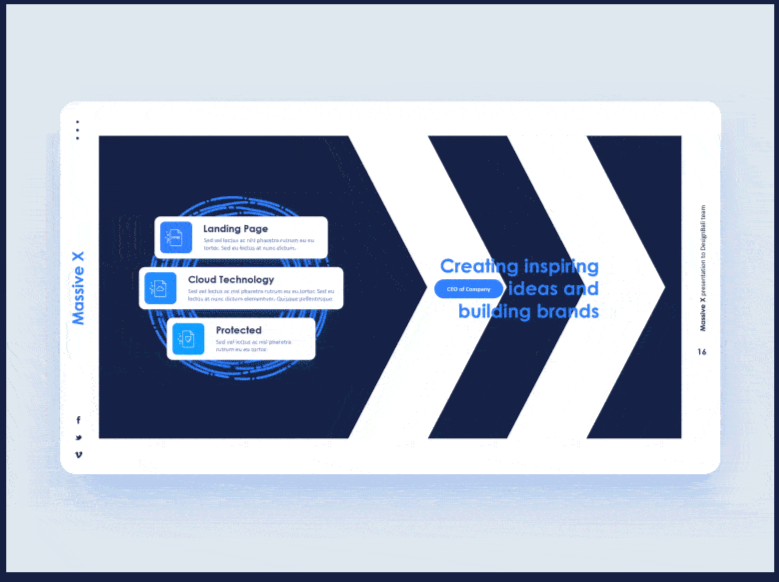 Massive X
Landing Page
Sed vel lectus ac nisl pharetra rutrum eu eu
tortor. Sed eu lectus at nunc dictum.
Cloud Technology
Sed vel lectus ac nisl pharetra rutrum eu eu tortor. Sed eu
lectus at nunc dictum elementum. Quisque pellentesque.
Protected
Sed vel lectus ac nisl pharetra
rutrum eu eu tortor.
Creating inspiring
CEO of Company
ideas and
building brands
Massive X presentation to DesignBall team
16